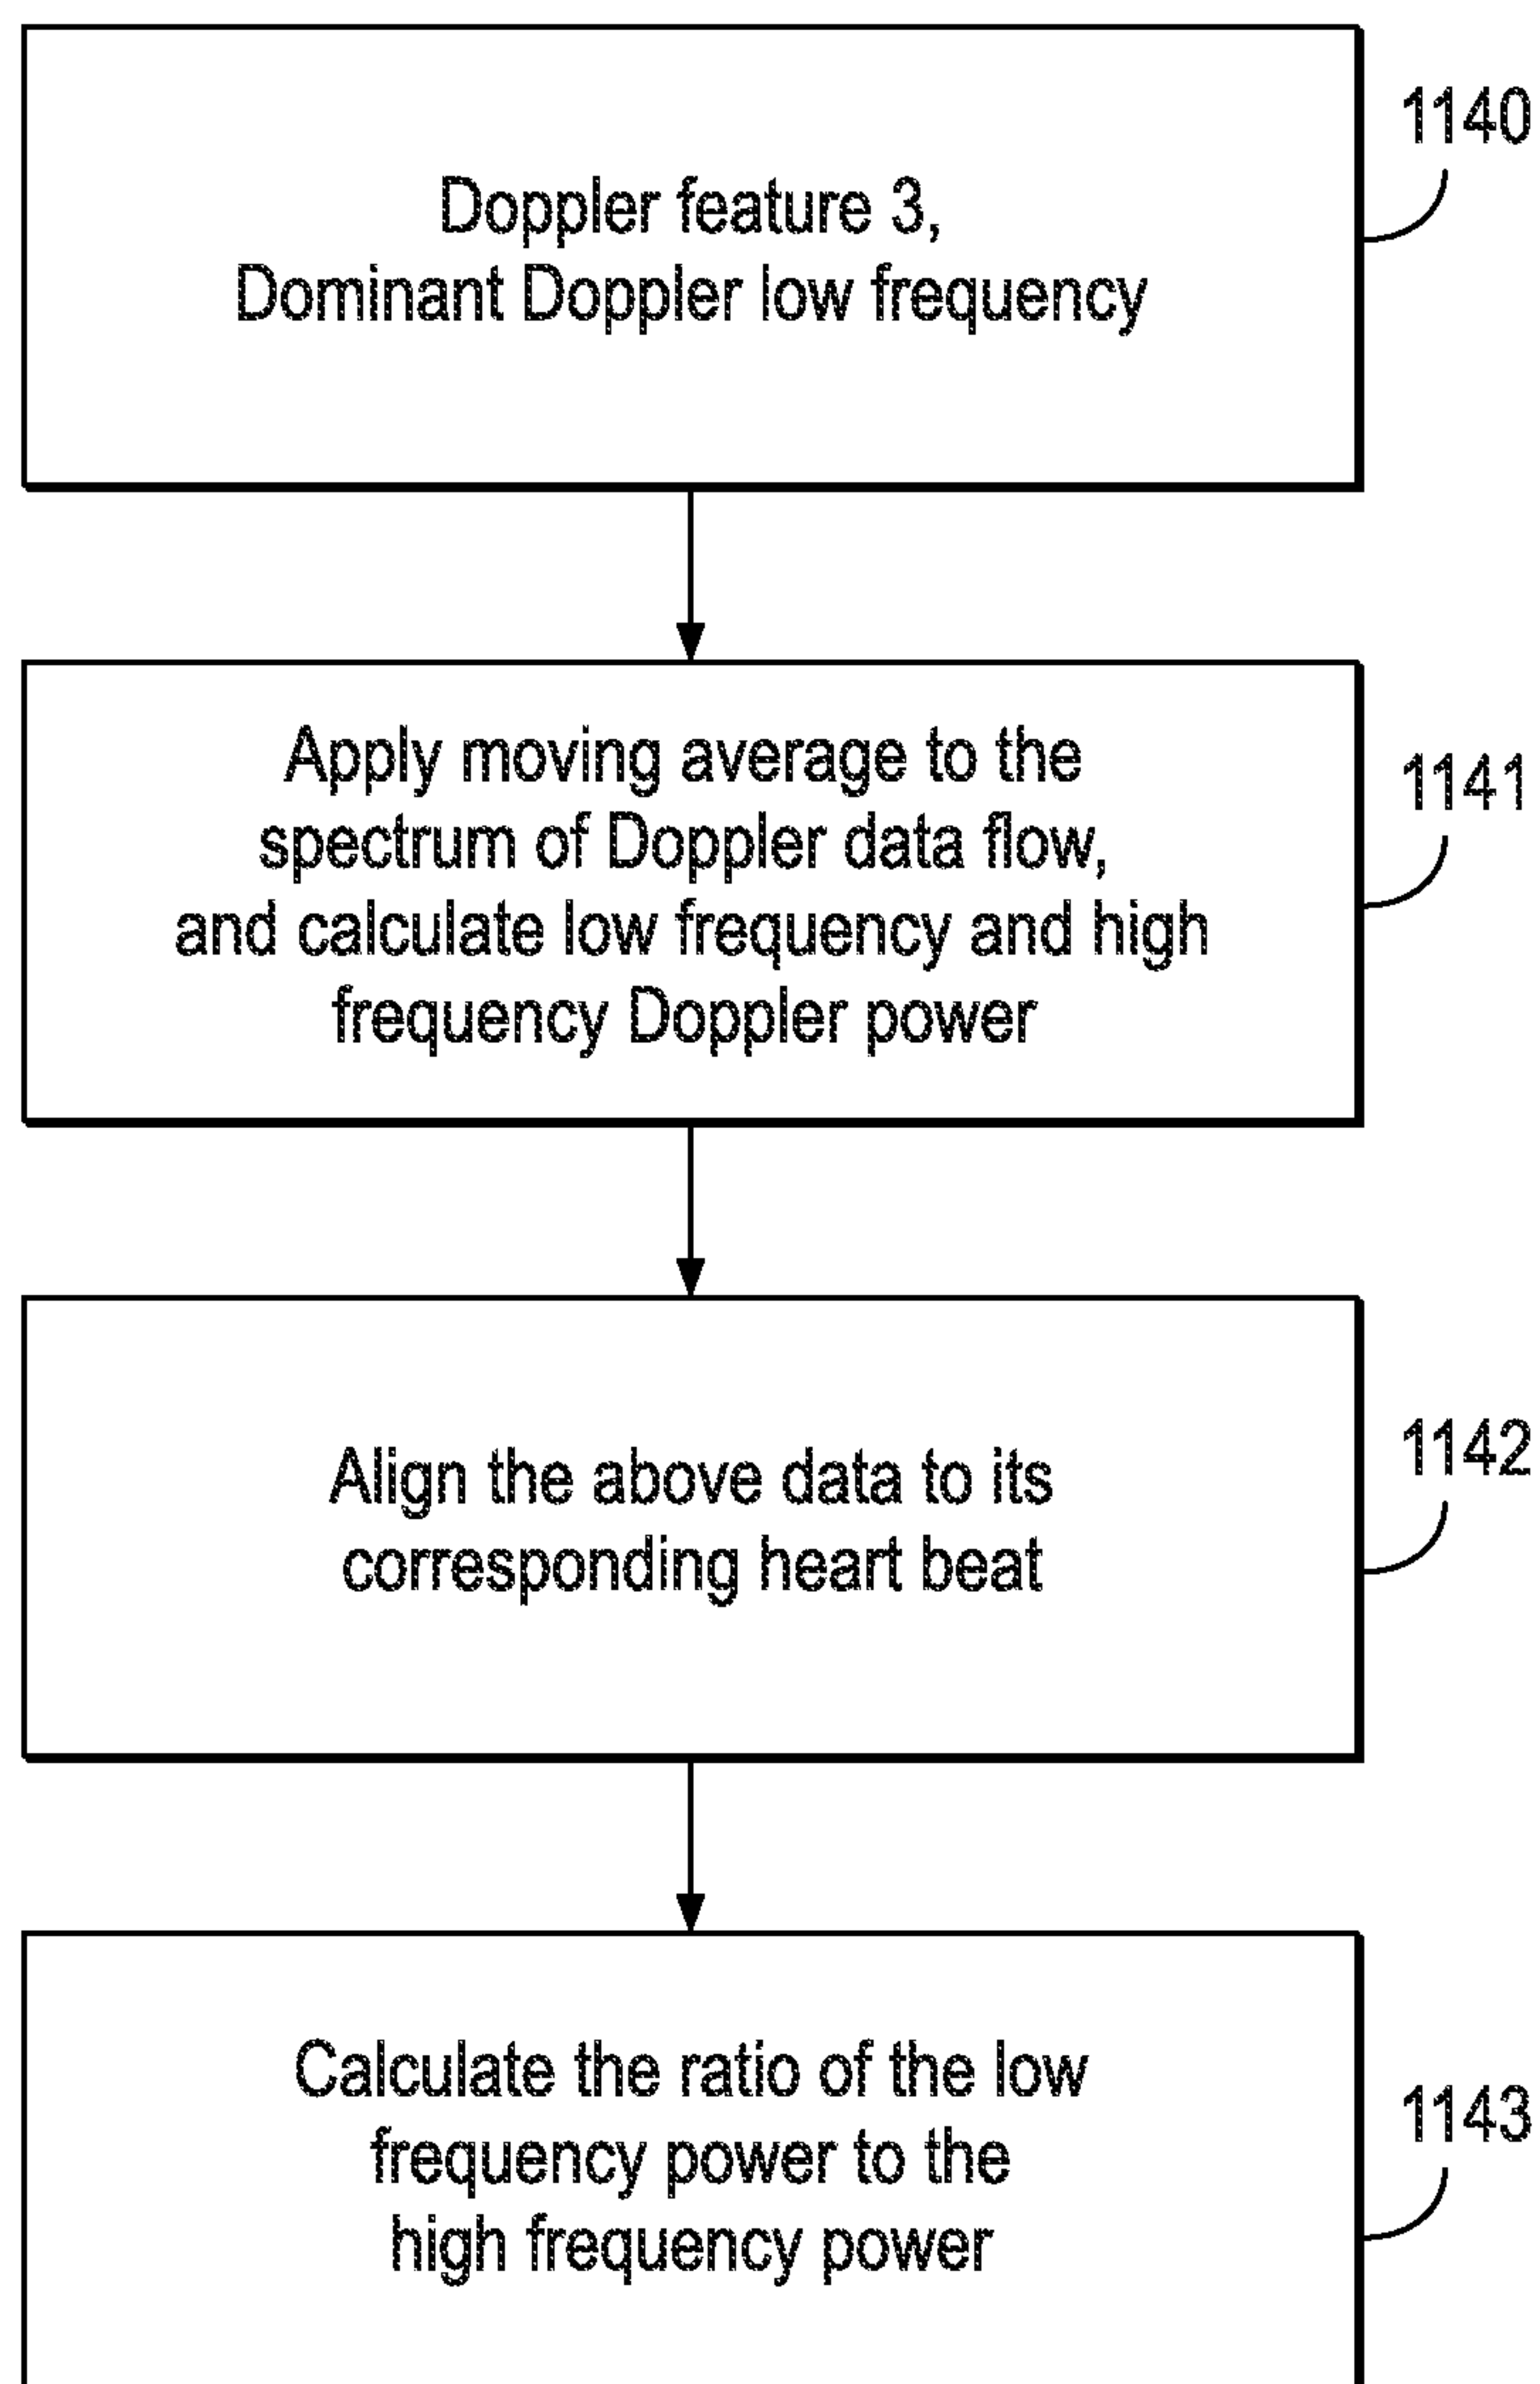 1140
Doppler feature 3,
Dominant Doppler low frequency
1141
Apply moving average to the
spectrum of Doppler data flow,
and calculate low frequency and high
frequency Doppler power
1142
Align the above data to its
corresponding heart beat
1143
Calculate the ratio of the low
frequency power to the
high frequency power